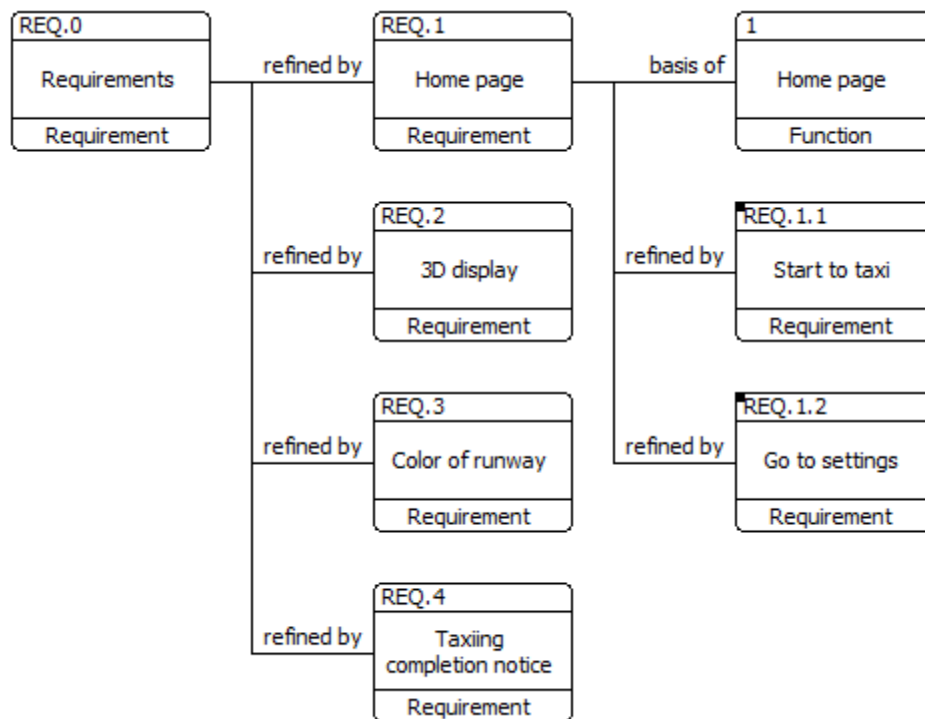 REQ.0
Requirements
Requirement
refined by
REQ.1
Home page
Requirement
basis of
1
Home page
Function
refined by
REQ.2
3D display
Requirement
refined by
REQ.1.1
Start to taxi
Requirement
refined by
REQ.3
Color of runway
Requirement
refined by
REQ.1.2
Go to settings
Requirement
refined by
REQ.4
Taxiing
completion notice
Requirement